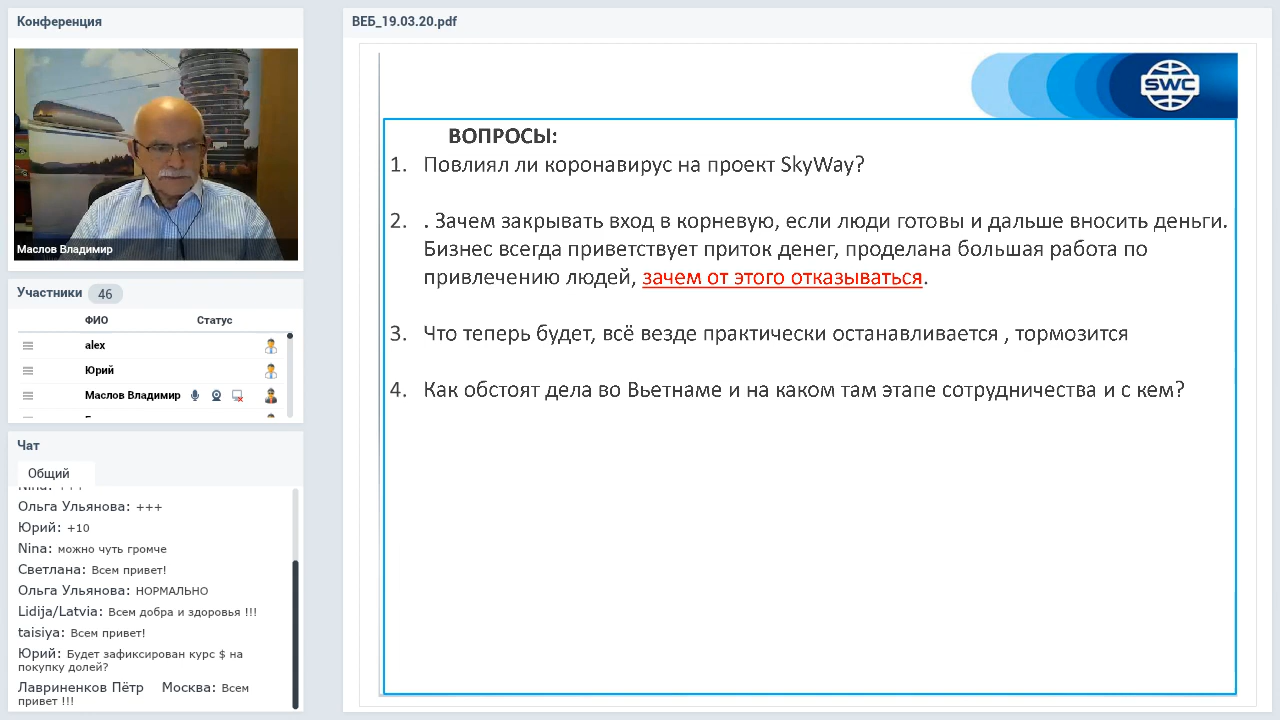 Конференция
Маслов Владимир
Участники 46
ФИО Статус
alex
Юрий
Маслов Владимир
Чат
Общий
Ольга Ульянова: +++
Юрий: +10
Nina: можно чуть громче
Светлана: Всем привет!
Ольга Ульянова: НОРМАЛЬНО
Lidija/Latvia: Всем добра и здоровья !!!
taisiya: Всем привет!
Юрий: Будет зафиксирован курс $ на
покупку долей?
Лавриненков Пётр Москва: Всем
привет !!!
ВЕБ_19.03.20.pdf
SWC
ВОПРОСЫ:
1. Повлиял ли коронавирус на проект SkyWay?
2. . Зачем закрывать вход в корневую, если люди готовы и дальше вносить деньги.
Бизнес всегда приветствует приток денег, проделана большая работа по
привлечению людей, зачем от этого отказываться.
3. Что теперь будет, всё везде практически останавливается , тормозится
4. Как обстоят дела во Вьетнаме и на каком там этапе сотрудничества и с кем?